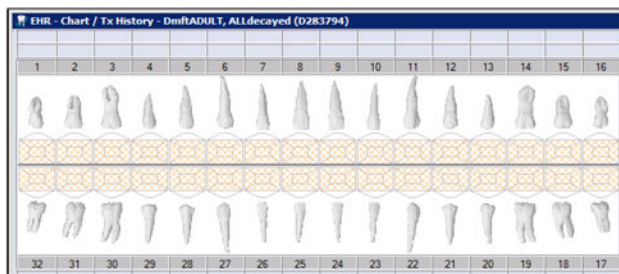 EHR - Chart / Tx History - DmftADULT, ALLdecayed (D283794)
1 2 3 4 5 6 7 8 9 10 11 12 13 14 15 16
32 31 30 29 28 27 26 25 24 23 22 21 20 19 18 17